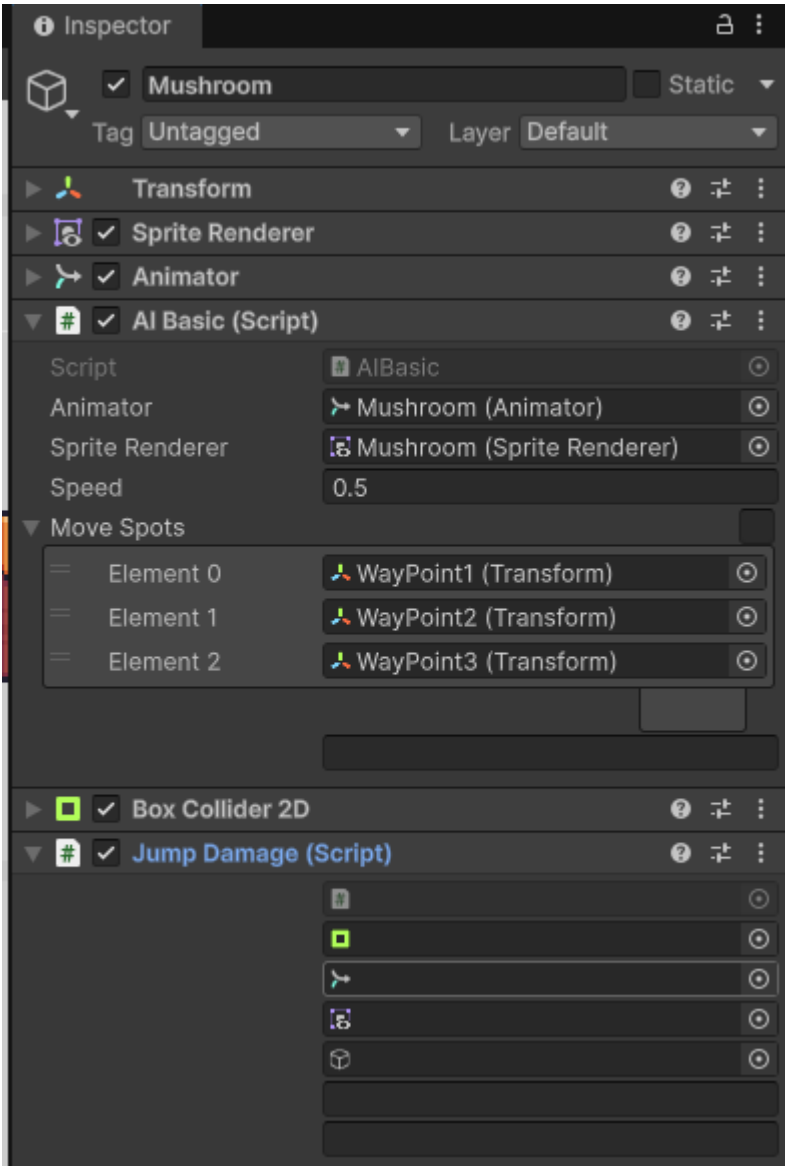 Inspector
Mushroom Static
Tag Untagged Layer Default
Transform
Sprite Renderer
Animator
# AI Basic (Script)
Script # AIBasic
Animator Mushroom (Animator)
Sprite Renderer Mushroom (Sprite Renderer)
Speed 0.5
Move Spots
Element 0 WayPoint1 (Transform)
Element 1 WayPoint2 (Transform)
Element 2 WayPoint3 (Transform)
Box Collider 2D
# Jump Damage (Script)
#